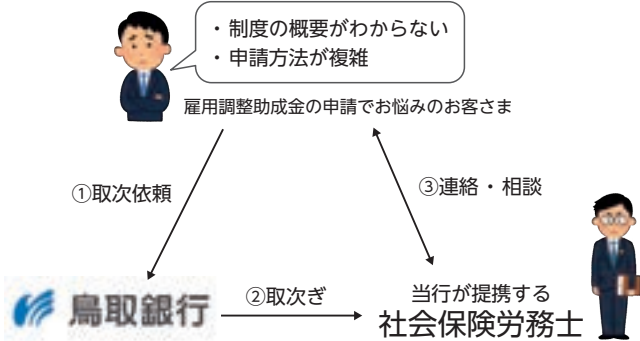 ・制度の概要がわからない
・申請方法が複雑
雇用調整助成金の申請でお悩みのお客さま
①取次依頼
③連絡・相談
鳥取銀行
②取次ぎ
当行が提携する
社会保険労務士